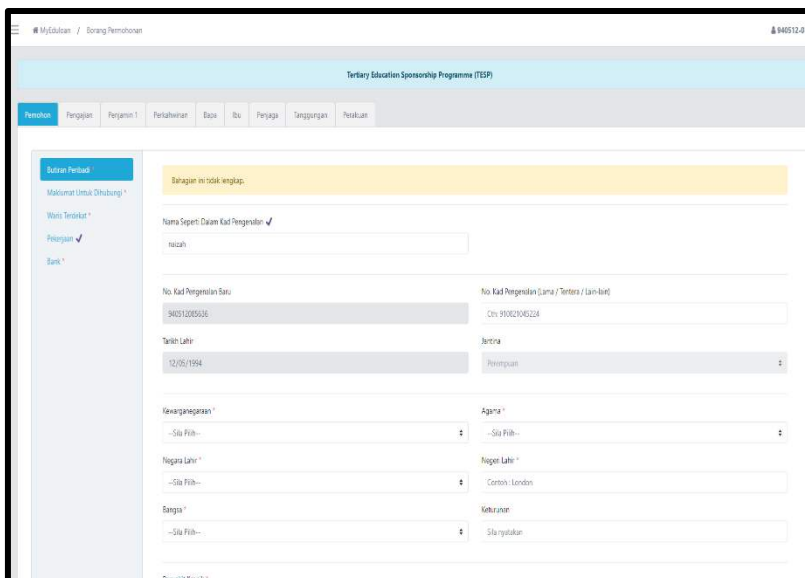 MyEduloan / Borang Permohonan
940512-0
Tertiary Education Sponsorship Programme (TESP)
Pemohon Pengajian Penjamin 1 Perkahwinan Bapa Ibu Penjaga Tanggungan Perakuan
Butiran Peribadi *
Maklumat Untuk Dihubungi *
Waris Terdekat *
Pekerjaan ✓
Bank *
Bahagian ini tidak lengkap.
Nama Seperti Dalam Kad Pengenalan ✓
naizah
No. Kad Pengenalan Baru
No. Kad Pengenalan (Lama / Tentera / Lain-lain)
940512085636
Cth: 910821045224
Tarikh Lahir
Jantina
12/05/1994
Perempuan
Kewarganegaraan *
Agama *
--Sila Pilih--
--Sila Pilih--
Negara Lahir *
Negeri Lahir *
--Sila Pilih--
Contoh : London
Bangsa *
Keturunan
--Sila Pilih--
Sila nyatakan